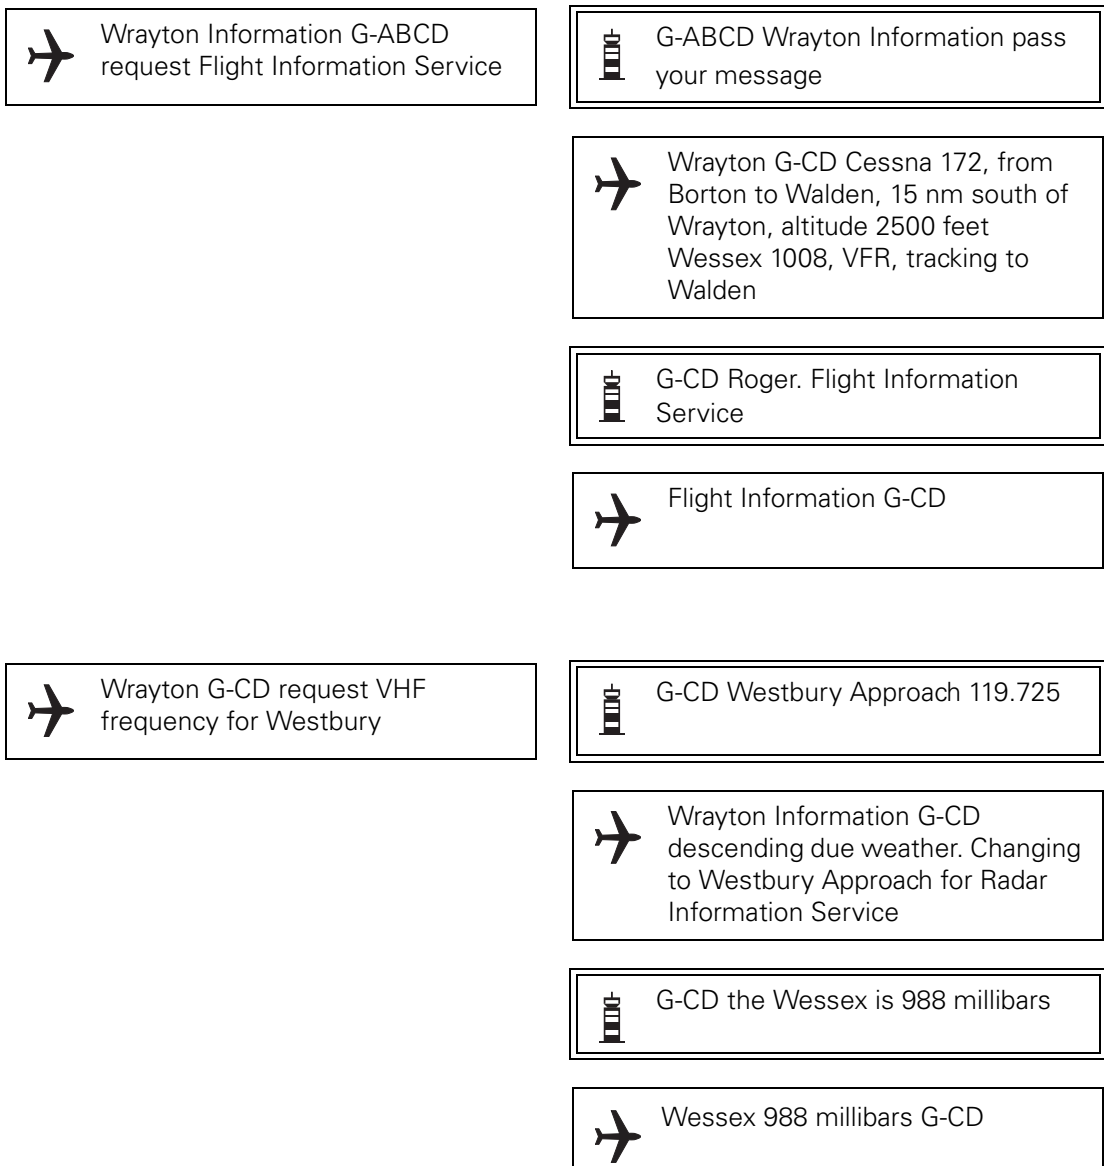 Wrayton Information G-ABCD
request Flight Information Service
G-ABCD Wrayton Information pass
your message
Wrayton G-CD Cessna 172, from
Borton to Walden, 15 nm south of
Wrayton, altitude 2500 feet
Wessex 1008, VFR, tracking to
Walden
G-CD Roger. Flight Information
Service
Flight Information G-CD
Wrayton G-CD request VHF
frequency for Westbury
G-CD Westbury Approach 119.725
Wrayton Information G-CD
descending due weather. Changing
to Westbury Approach for Radar
Information Service
G-CD the Wessex is 988 millibars
Wessex 988 millibars G-CD